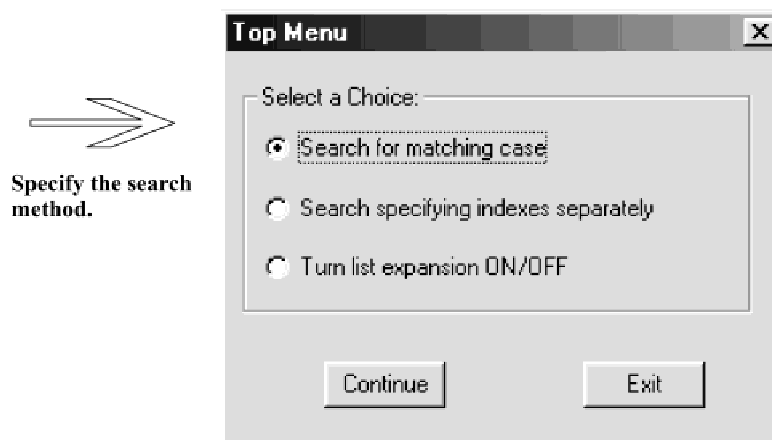 Top Menu
Select a Choice:
Search for matching case
Specify the search
method.
Search specifying indexes separately
Turn list expansion ON/OFF
Continue
Exit